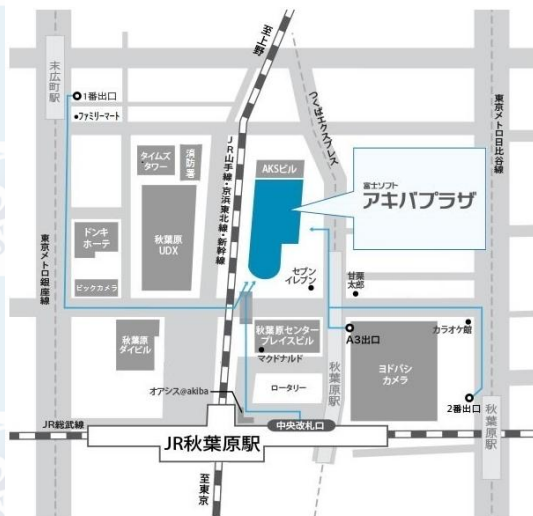 至上野
末広町駅
1番出口
ファミリーマート
つくばエクスプレス
東京メトロ日比谷線
タイムズ
タワー
消防署
AKSビル
富士ソフト
アキバプラザ
JR山手線・京浜東北線・新幹線
ドンキ
ホーテ
秋葉原
UDX
東京メトロ銀座線
ビックカメラ
セブン
イレブン
甘栗
太郎
秋葉原
ダイビル
秋葉原センター
プレイスビル
マクドナルド
A3出口
カラオケ館
ヨドバシ
カメラ
秋葉原駅
オアシス@akiba
ロータリー
2番出口
秋葉原駅
JR総武線
中央改札口
JR秋葉原駅
至東京